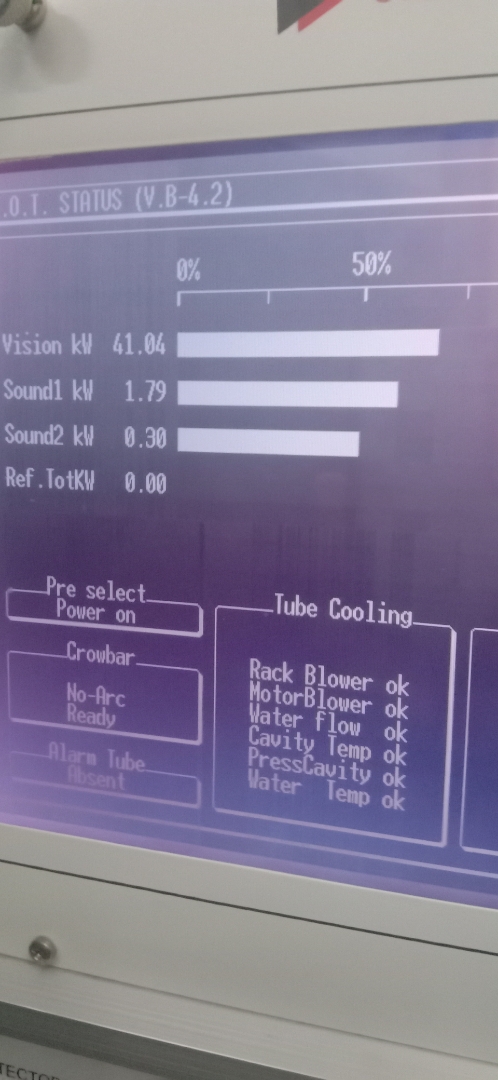 .O.T. STATUS (V.B-4.2)
0% 50%
Vision kW 41.04
Sound1 kW 1.79
Sound2 kW 0.30
Ref.TotKW 0.00
Pre select
Power on
Crowbar
No-Arc
Ready
Alarm Tube
Absent
Tube Cooling
Rack Blower ok
MotorBlower ok
Water flow ok
Cavity Temp ok
PressCavity ok
Water Temp ok